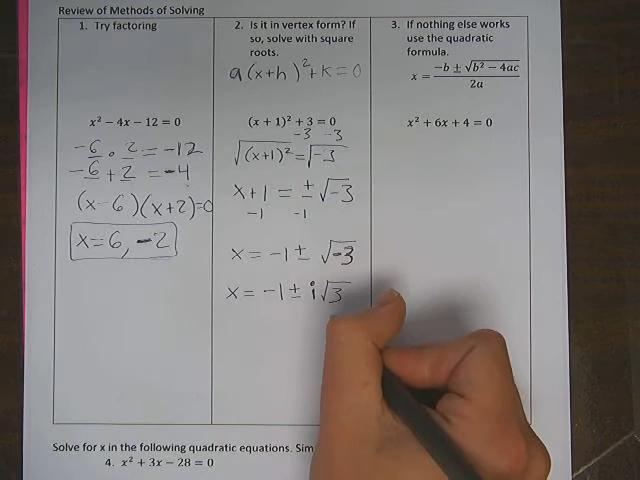 Review of Methods of Solving
1. Try factoring
x² − 4x − 12 = 0
-6 · 2 = -12
-6 + 2 = -4
(x-6)(x+2)=0
x=6, -2
2. Is it in vertex form? If
so, solve with square
roots.
a(x+h)²+k=0
(x + 1)² + 3 = 0
-3 -3
√(x+1)² = √-3
x+1 = ±√-3
-1 -1
x = -1 ± √-3
x = -1 ± i√3
3. If nothing else works
use the quadratic
formula.
x = (−b ± √(b² − 4ac))/2a
x² + 6x + 4 = 0
Solve for x in the following quadratic equations. Sim
4. x² + 3x − 28 = 0